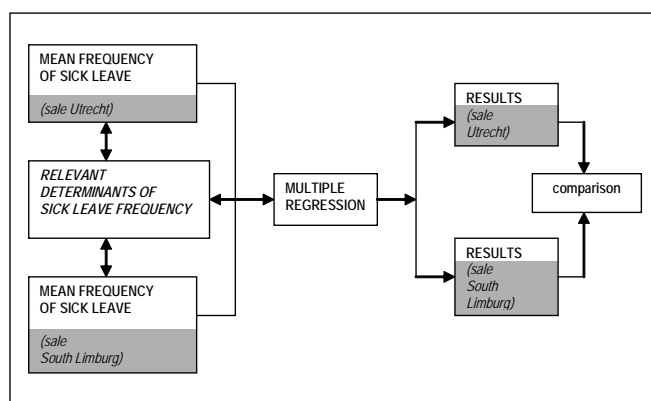 MEAN FREQUENCY
OF SICK LEAVE
(sale Utrecht)
RELEVANT
DETERMINANTS OF
SICK LEAVE FREQUENCY
MEAN FREQUENCY
OF SICK LEAVE
(sale
South Limburg)
MULTIPLE
REGRESSION
RESULTS
(sale
Utrecht)
RESULTS
(sale
South
Limburg)
comparison